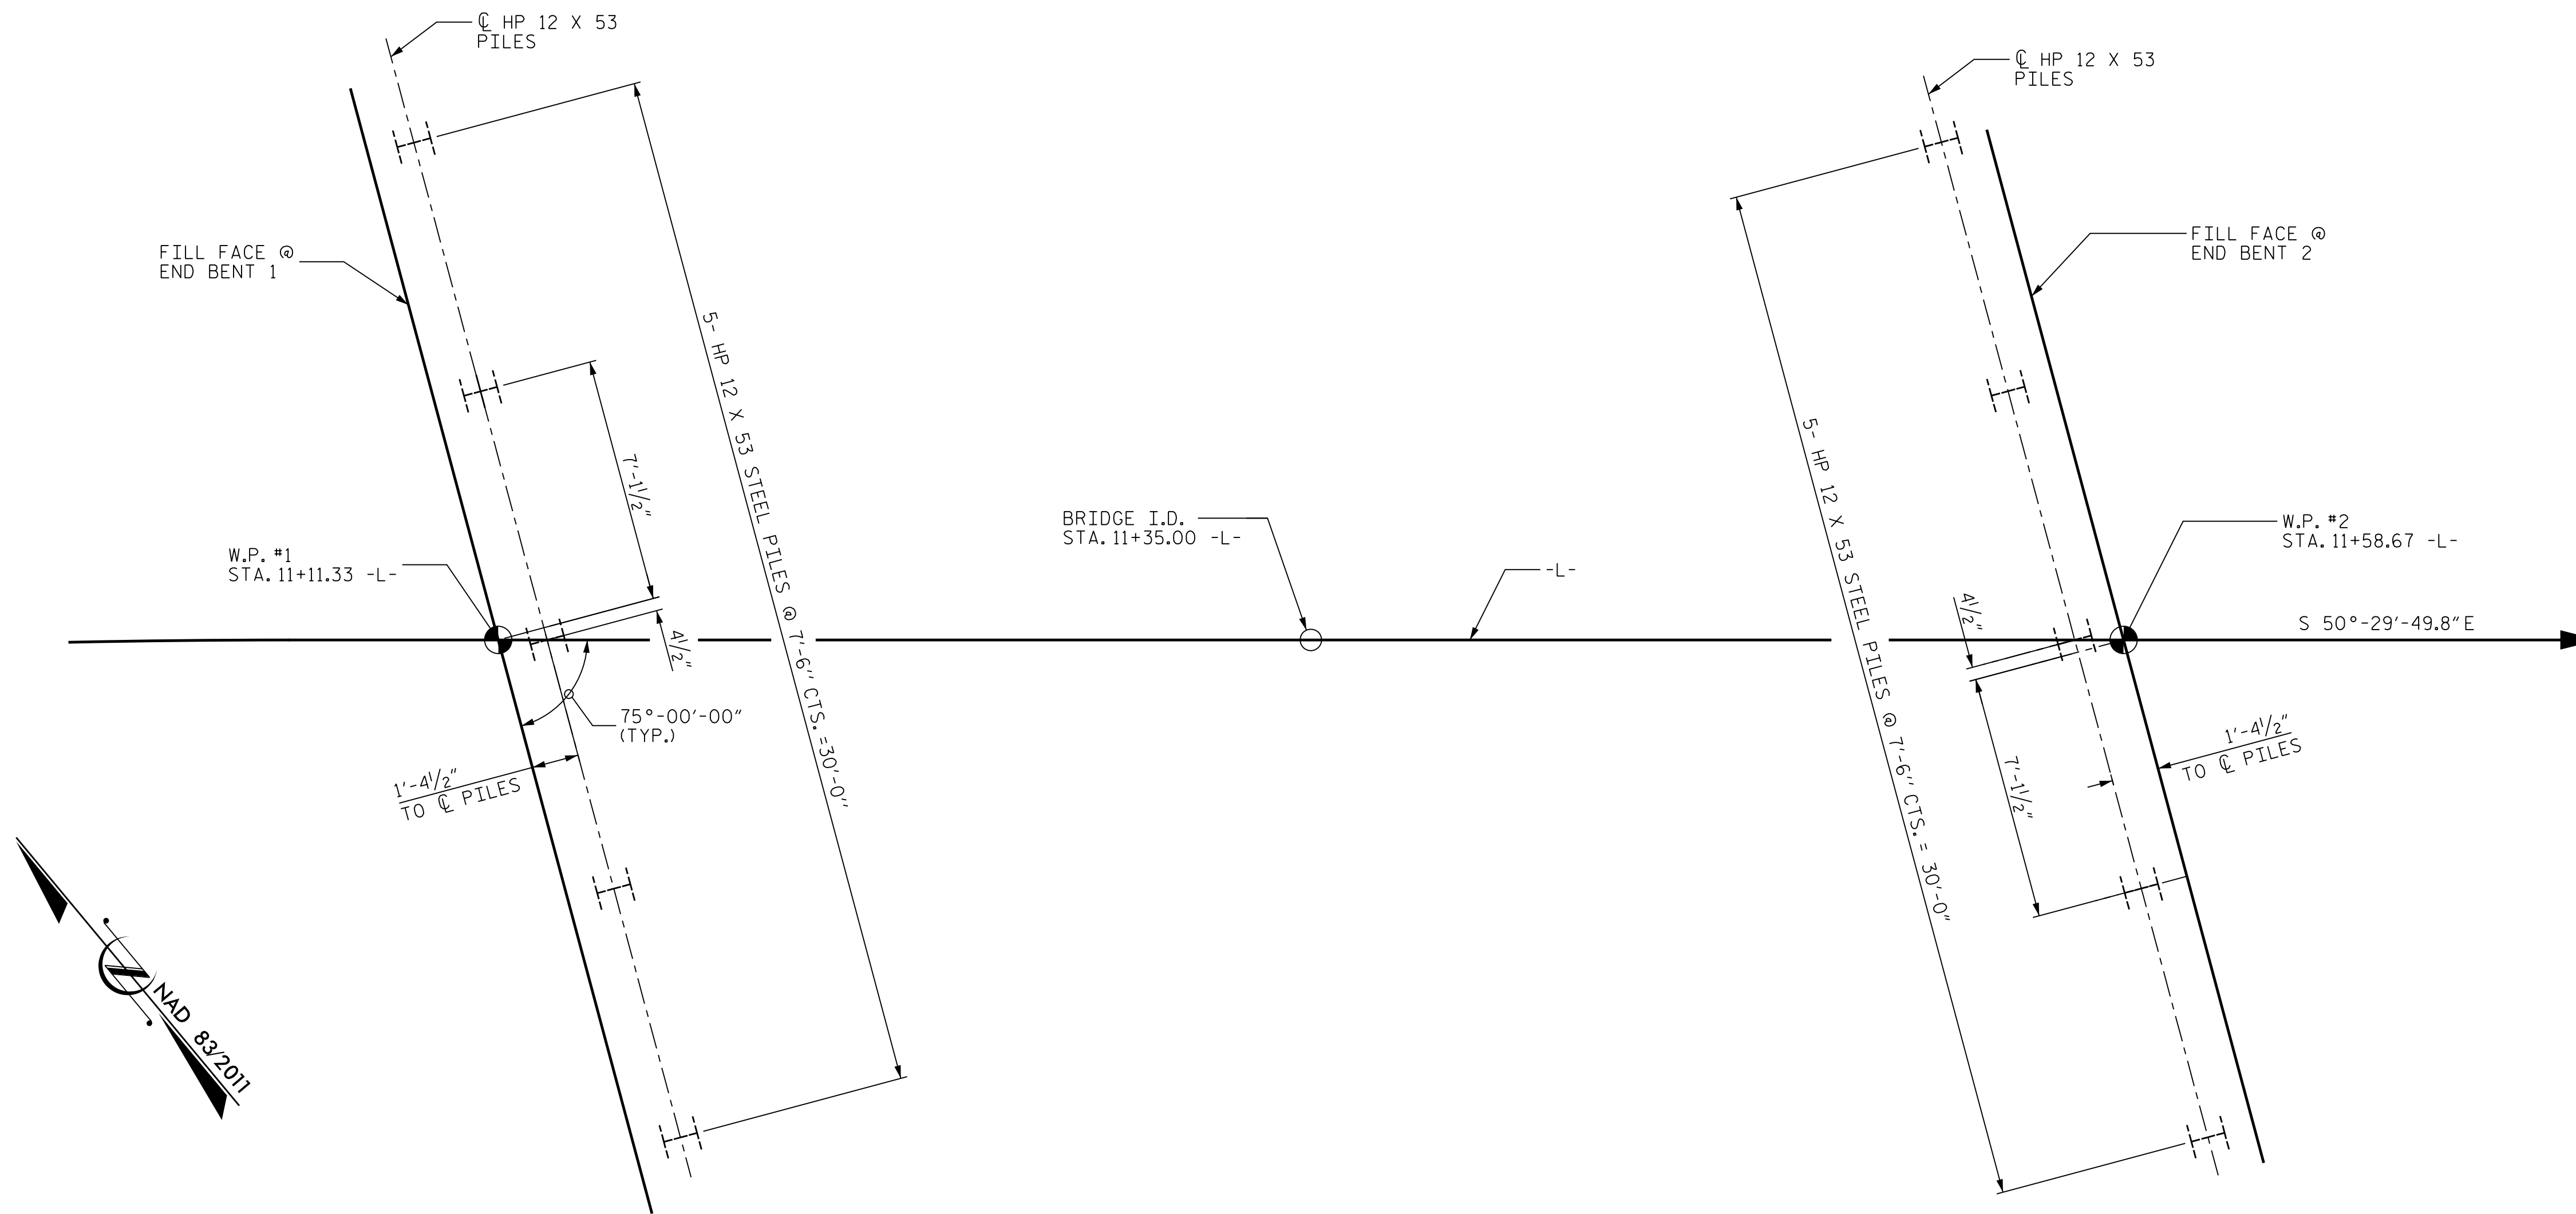 ℄ HP 12 X 53
PILES
℄ HP 12 X 53
PILES
FILL FACE @
END BENT 1
FILL FACE @
END BENT 2
5- HP 12 X 53 STEEL PILES @ 7'-6" CTS. =30'-0"
7'-1½"
4½"
W.P. #1
STA. 11+11.33 -L-
75°-00'-00"
(TYP.)
1'-4½"
TO ℄ PILES
BRIDGE I.D.
STA. 11+35.00 -L-
-L-
5- HP 12 X 53 STEEL PILES @ 7'-6" CTS. = 30'-0"
4½"
7'-1½"
W.P. #2
STA. 11+58.67 -L-
S 50°-29'-49.8"E
1'-4½"
TO ℄ PILES
N
NAD 83/2011